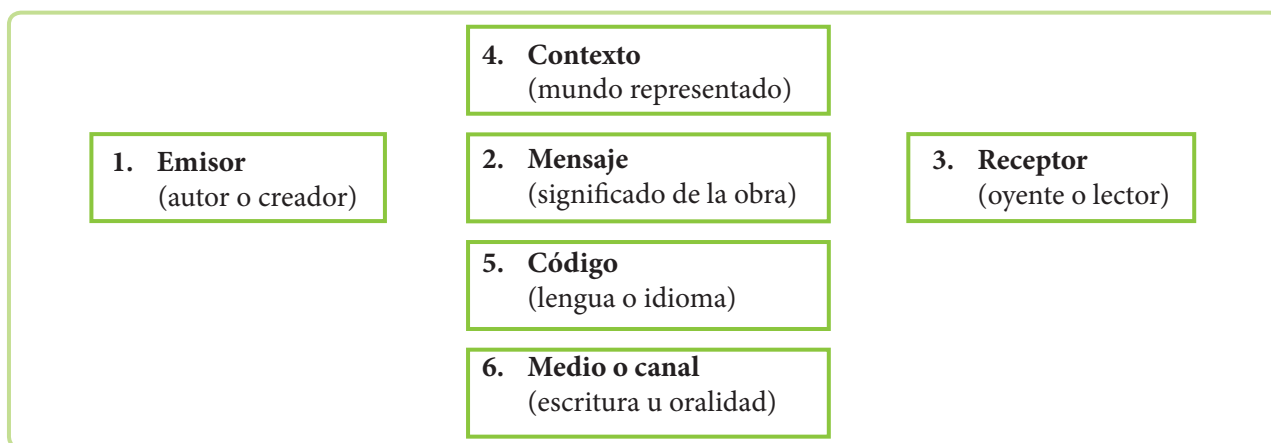 4. Contexto
(mundo representado)
1. Emisor
(autor o creador)
2. Mensaje
(significado de la obra)
3. Receptor
(oyente o lector)
5. Código
(lengua o idioma)
6. Medio o canal
(escritura u oralidad)